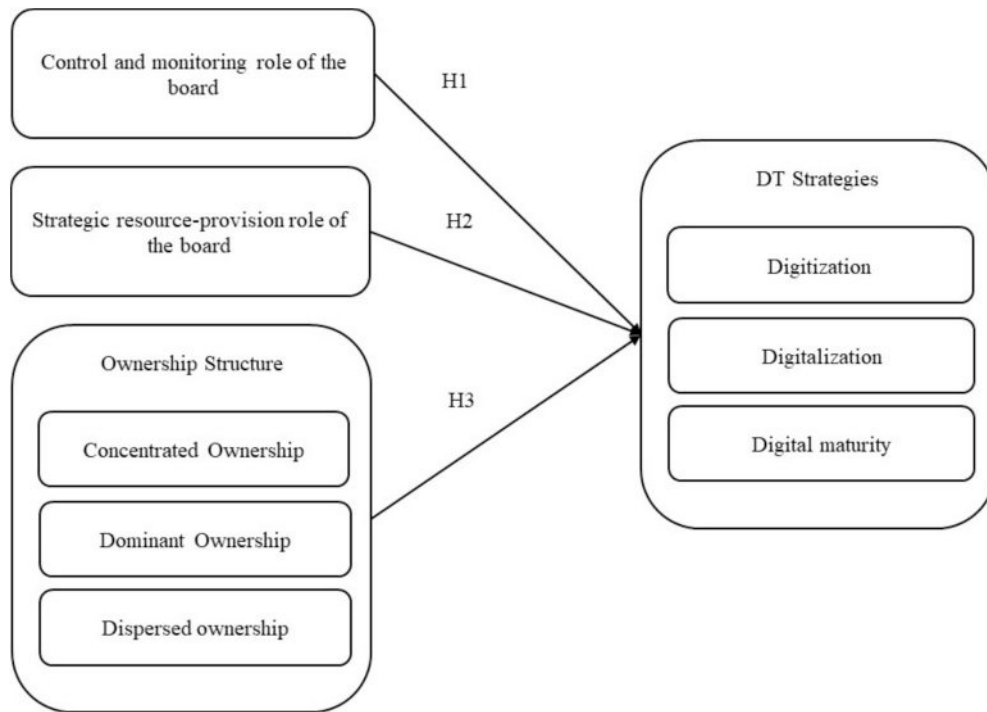 Control and monitoring role of the
board
H1
Strategic resource-provision role of
the board
H2
Ownership Structure
Concentrated Ownership
Dominant Ownership
Dispersed ownership
H3
DT Strategies
Digitization
Digitalization
Digital maturity